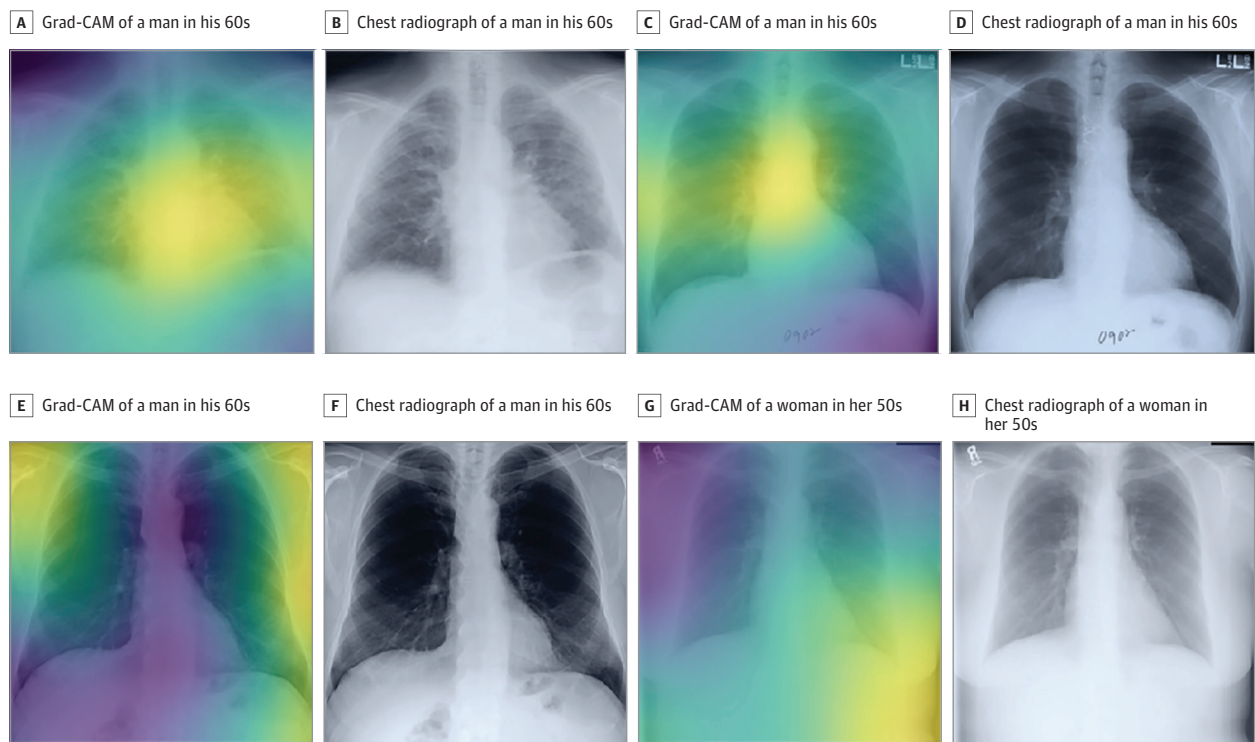 A Grad-CAM of a man in his 60s
B Chest radiograph of a man in his 60s
C Grad-CAM of a man in his 60s
D Chest radiograph of a man in his 60s
0902
0902
E Grad-CAM of a man in his 60s
F Chest radiograph of a man in his 60s
G Grad-CAM of a woman in her 50s
H Chest radiograph of a woman in
her 50s